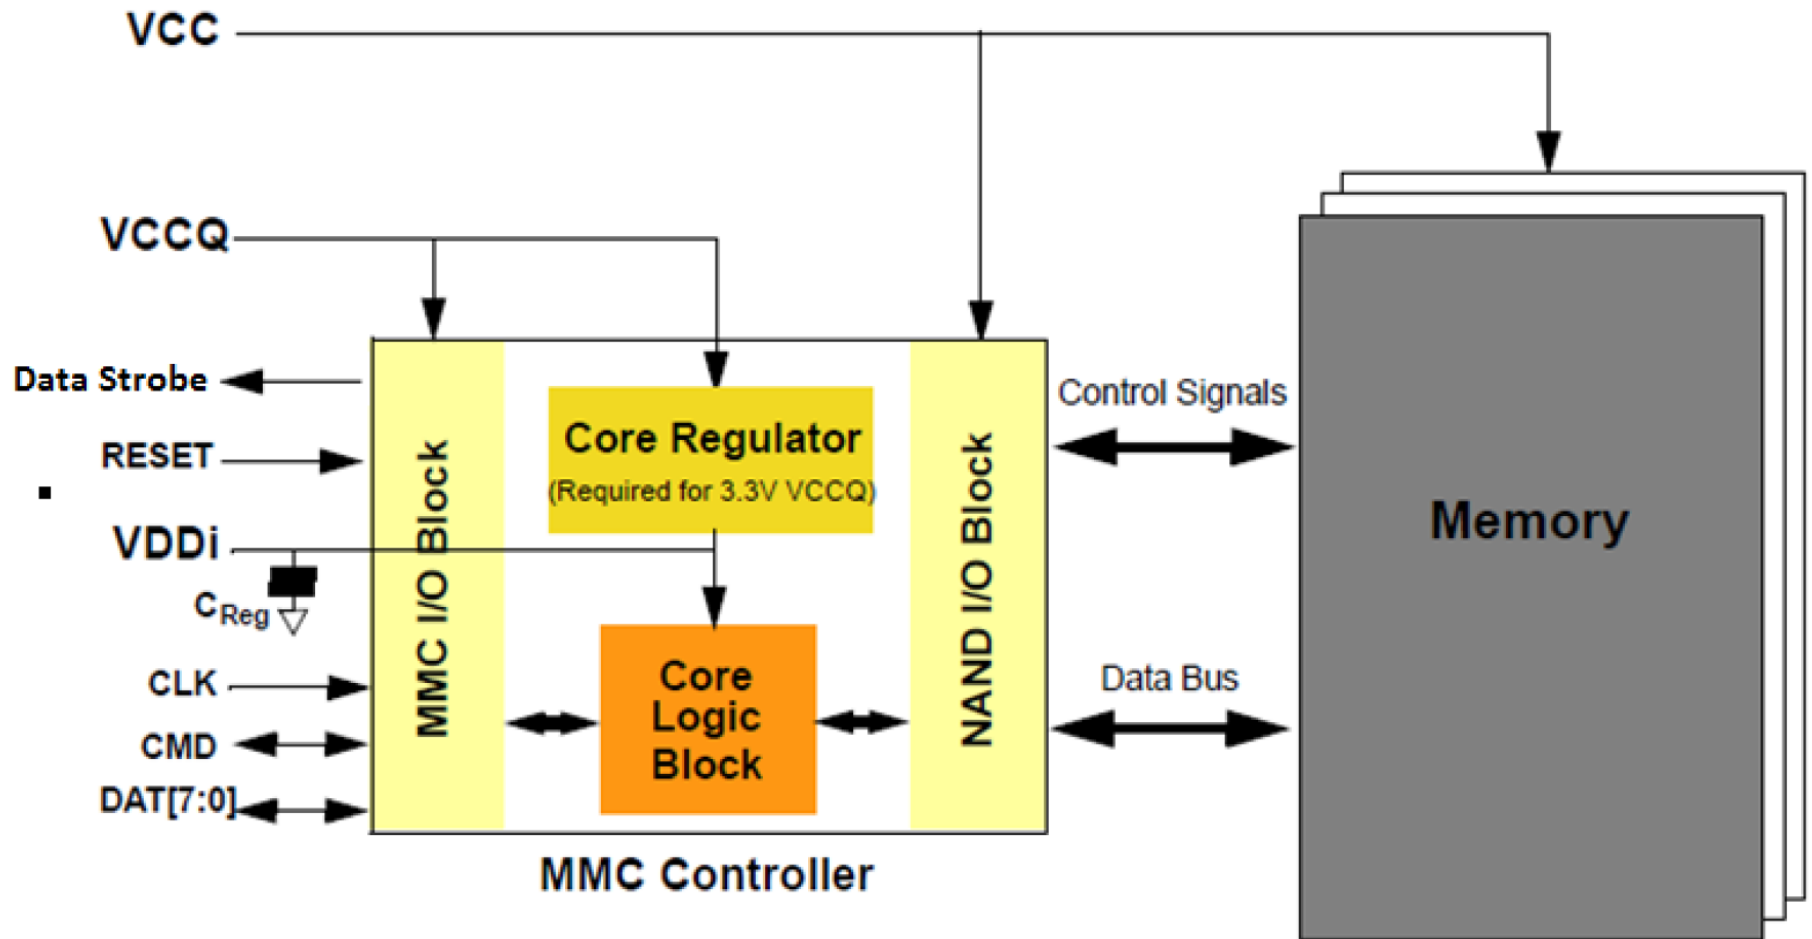 VCC
VCCQ
Data Strobe
RESET
VDDi
CReg
CLK
CMD
DAT[7:0]
MMC I/O Block
Core Regulator
(Required for 3.3V VCCQ)
Core
Logic
Block
NAND I/O Block
MMC Controller
Control Signals
Data Bus
Memory